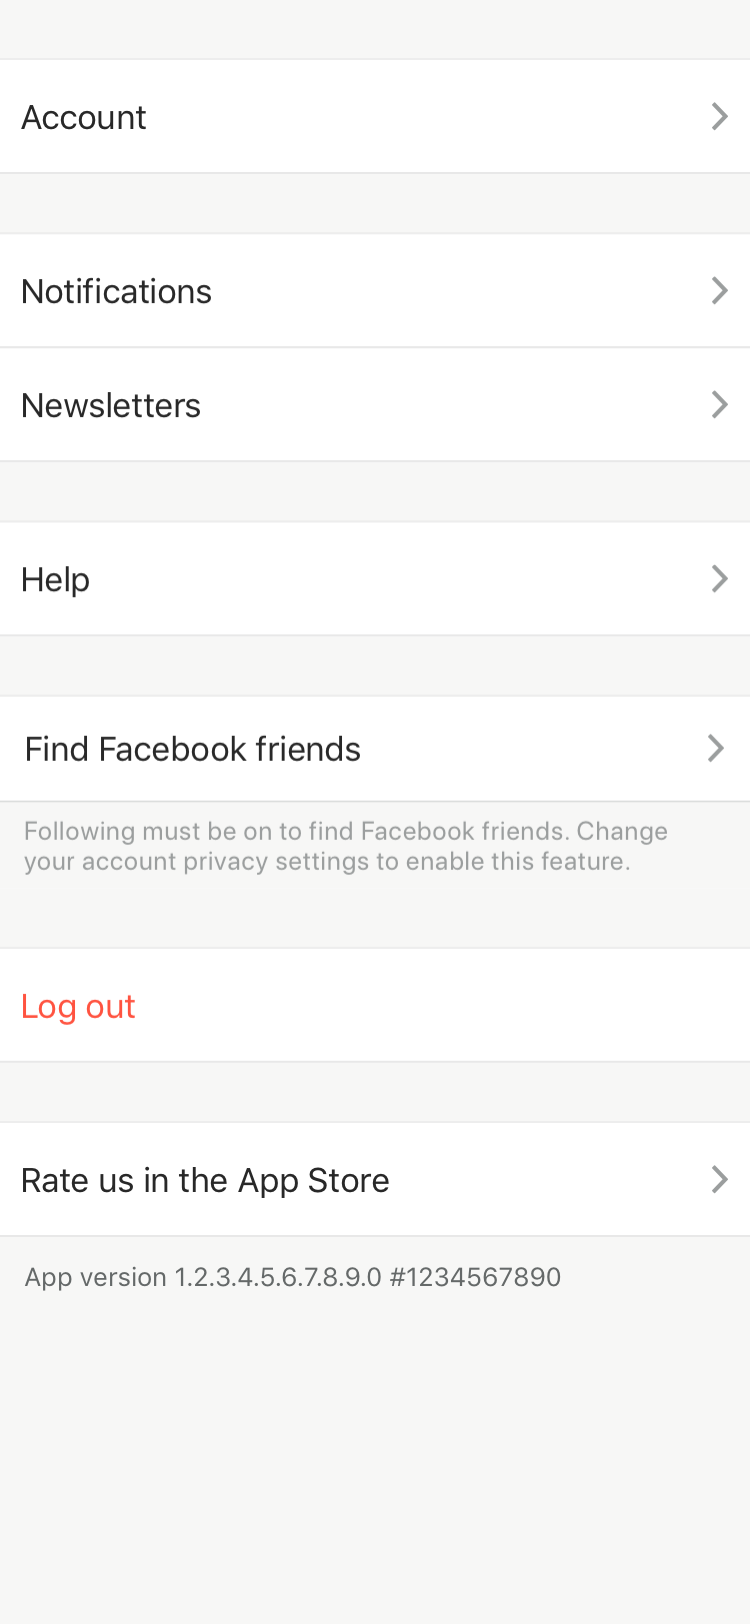 Account
Notifications
Newsletters
Help
Find Facebook friends
Following must be on to find Facebook friends. Change
your account privacy settings to enable this feature.
Log out
Rate us in the App Store
App version 1.2.3.4.5.6.7.8.9.0 #1234567890